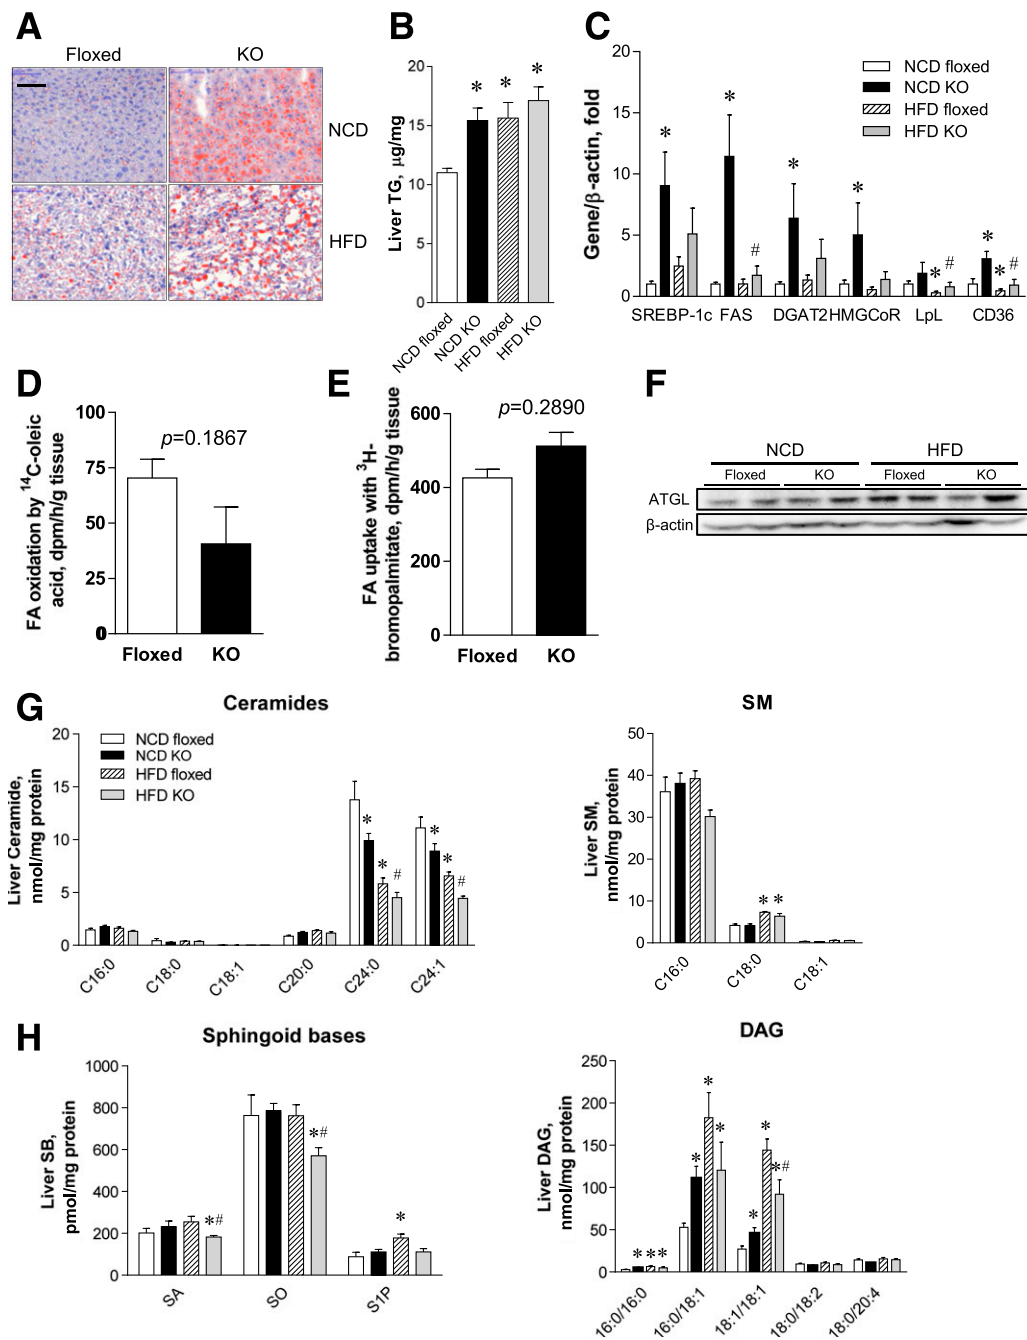 A
Floxed
KO
NCD
HFD
B
Liver TG, μg/mg
20
15
10
5
0
*
*
*
NCD floxed
NCD KO
HFD floxed
HFD KO
C
Gene/β-actin, fold
20
15
10
5
0
NCD floxed
NCD KO
HFD floxed
HFD KO
*
*
#
*
*
*
#
*
*
#
SREBP-1c
FAS
DGAT2
HMGCoR
LpL
CD36
D
FA oxidation by 14C-oleic
acid, dpm/h/g tissue
100
75
50
25
0
p=0.1867
Floxed
KO
E
FA uptake with 3H-
bromopalmitate, dpm/h/g tissue
600
400
200
0
p=0.2890
Floxed
KO
F
NCD
HFD
Floxed
KO
Floxed
KO
ATGL
β-actin
G
Ceramides
Liver Ceramide,
nmol/mg protein
20
15
10
5
0
NCD floxed
NCD KO
HFD floxed
HFD KO
*
*
#
*
*
#
C16:0
C18:0
C18:1
C20:0
C24:0
C24:1
SM
Liver SM,
nmol/mg protein
50
40
30
20
10
0
* *
C16:0
C18:0
C18:1
H
Sphingoid bases
Liver SB,
pmol/mg protein
1000
800
600
400
200
0
*#
*#
*
SA
SO
S1P
DAG
Liver DAG,
nmol/mg protein
250
200
150
100
50
0
***
*
*
*
*
*
*#
16:0/16:0
16:0/18:1
18:1/18:1
18:0/18:2
18:0/20:4